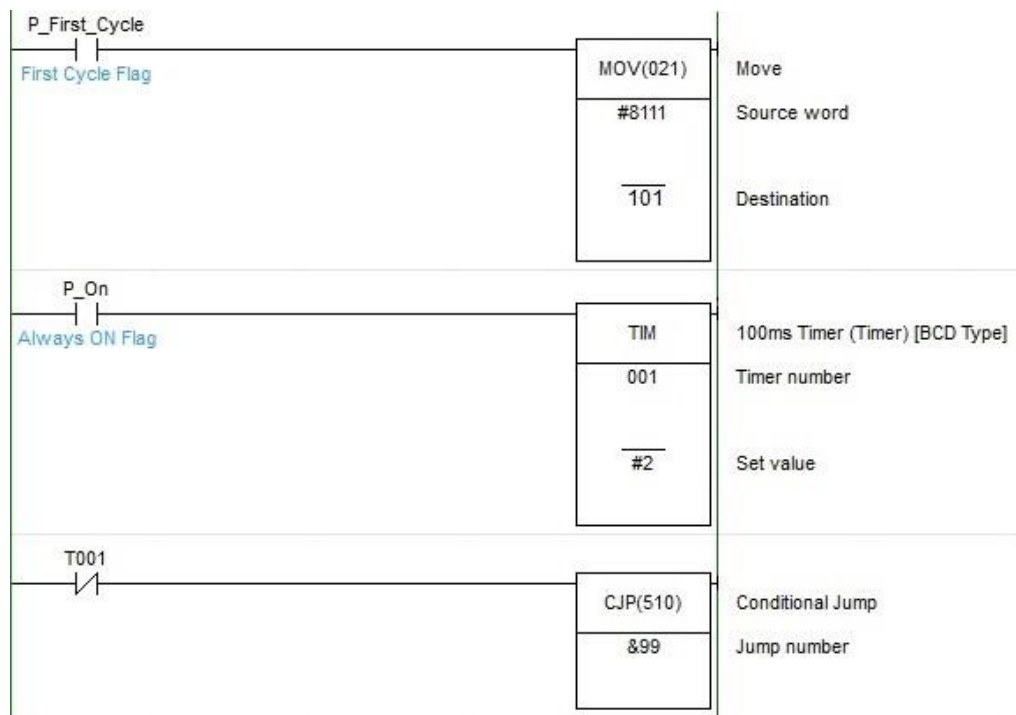 P_First_Cycle
First Cycle Flag
MOV(021) Move
#8111 Source word
101 Destination
P_On
Always ON Flag
TIM 100ms Timer (Timer) [BCD Type]
001 Timer number
#2 Set value
T001
CJP(510) Conditional Jump
&99 Jump number